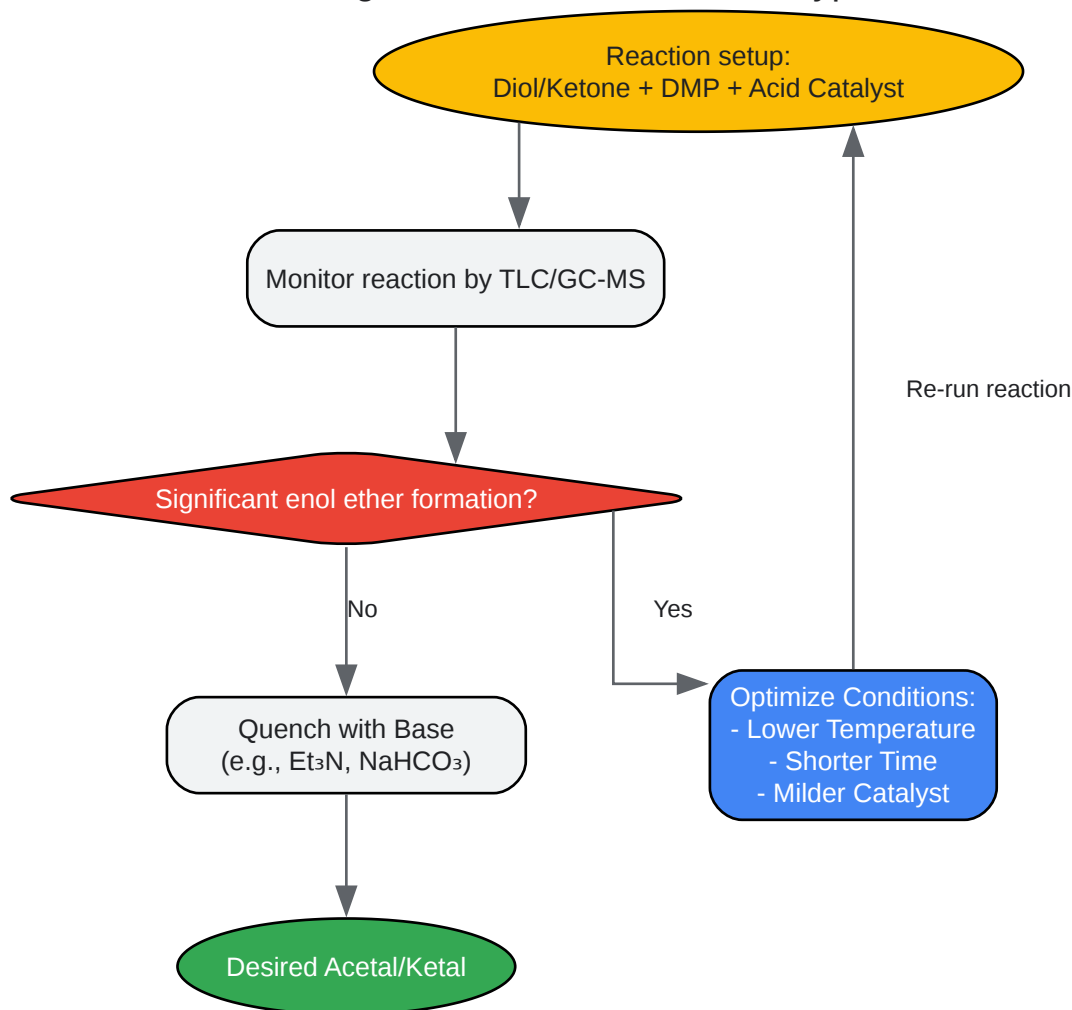 Reaction setup:
Diol/Ketone + DMP + Acid Catalyst
Monitor reaction by TLC/GC-MS
Re-run reaction
Significant enol ether formation?
No
Yes
Optimize Conditions:
- Lower Temperature
- Shorter Time
- Milder Catalyst
Quench with Base
(e.g., Et₃N, NaHCO₃)
Desired Acetal/Ketal